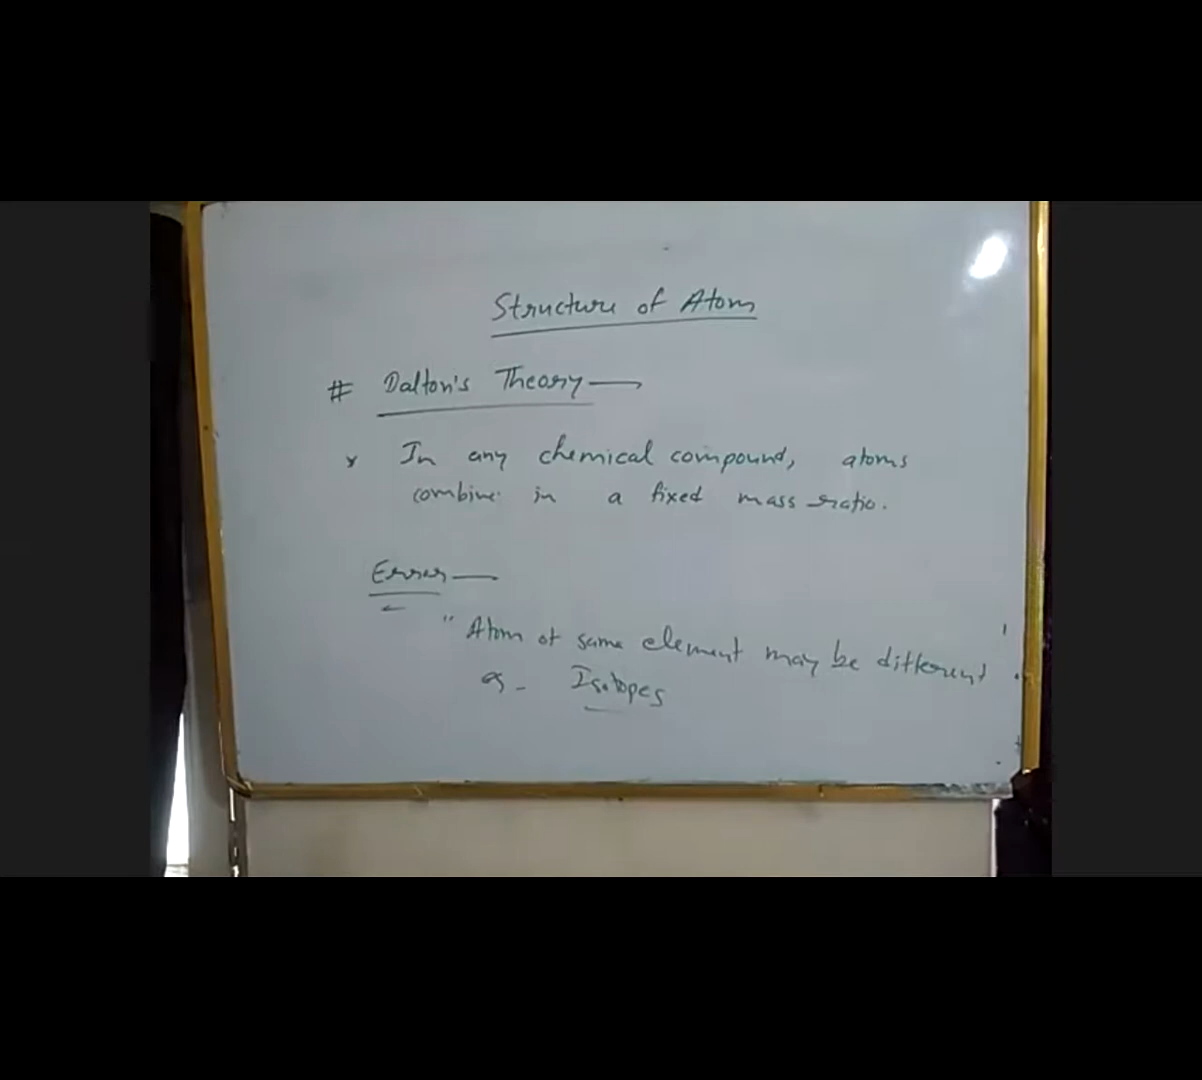 Structure of Atom
# Dalton's Theory →
* In any chemical compound, atoms
combine in a fixed mass ratio.
Error —
" Atom of same element may be different.
eg - Isotopes